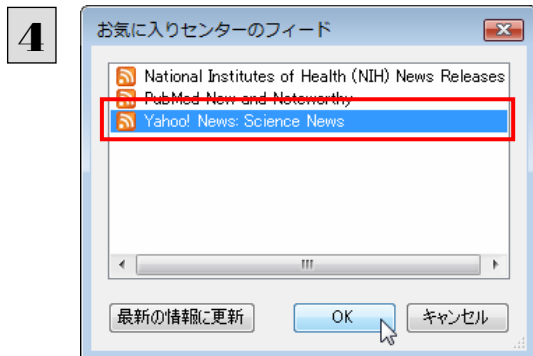 4
お気に入りセンターのフィード
National Institutes of Health (NIH) News Releases
PubMed New and Noteworthy
Yahoo! News: Science News
最新の情報に更新
OK
キャンセル